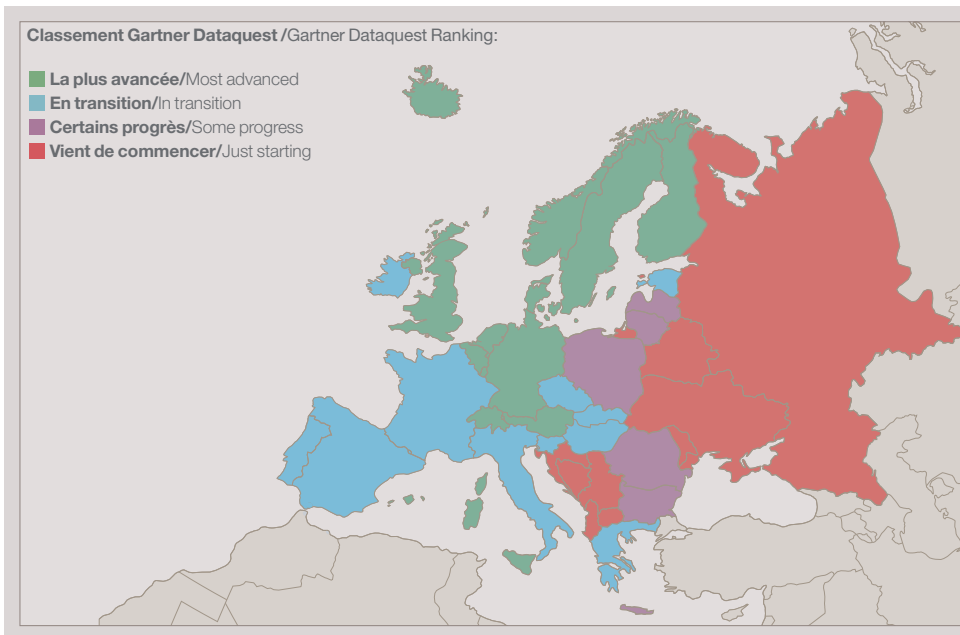 Classement Gartner Dataquest /Gartner Dataquest Ranking:
La plus avancée/Most advanced
En transition/In transition
Certains progrès/Some progress
Vient de commencer/Just starting